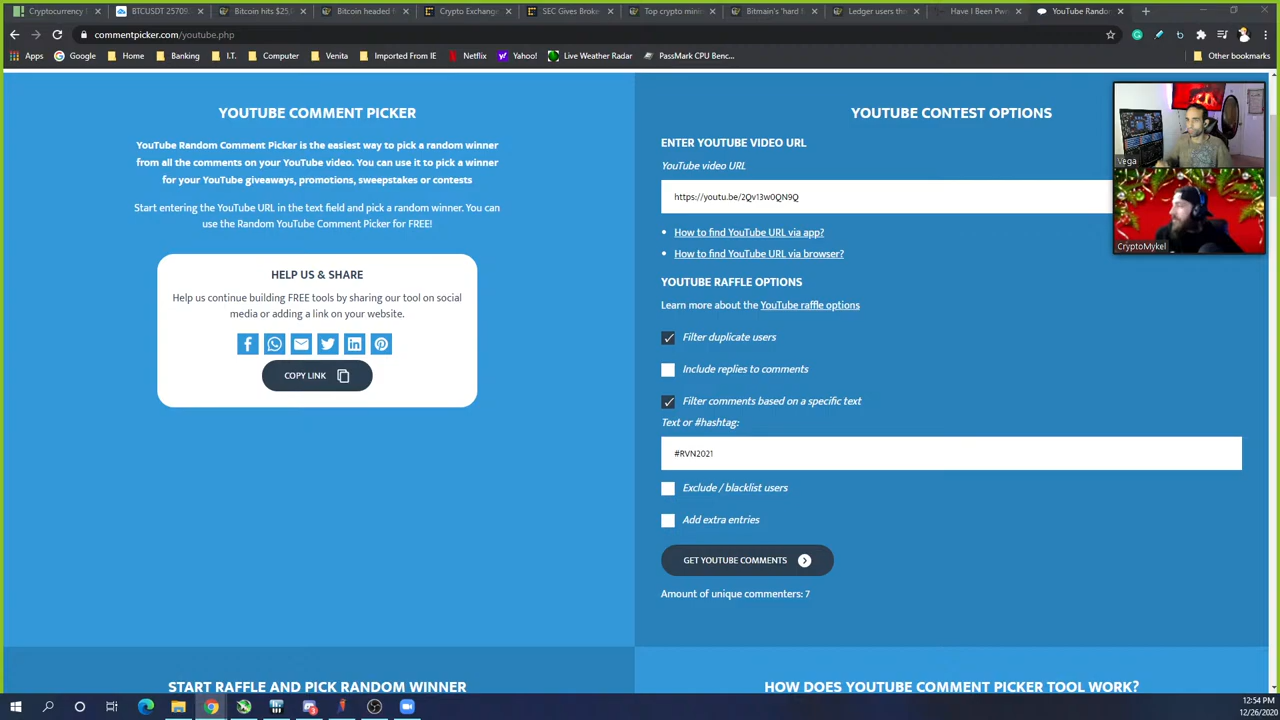 Cryptocurrency
BTCUSDT 25709.
Bitcoin hits $25,
Bitcoin headed
Crypto Exchange
SEC Gives Broke
Top crypto minin
Bitmain's 'hard
Ledger users the
Have I Been Pwn
YouTube Random
commentpicker.com/youtube.php
Apps
Google
Home
Banking
I.T.
Computer
Venita
Imported From IE
Netflix
Yahoo!
Live Weather Radar
PassMark CPU Benc...
Other bookmarks
YOUTUBE COMMENT PICKER
YouTube Random Comment Picker is the easiest way to pick a random winner
from all the comments on your YouTube video. You can use it to pick a winner
for your YouTube giveaways, promotions, sweepstakes or contests
Start entering the YouTube URL in the text field and pick a random winner. You can
use the Random YouTube Comment Picker for FREE!
HELP US & SHARE
Help us continue building FREE tools by sharing our tool on social
media or adding a link on your website.
COPY LINK
YOUTUBE CONTEST OPTIONS
ENTER YOUTUBE VIDEO URL
YouTube video URL
https://youtu.be/2Qv13w0QN9Q
How to find YouTube URL via app?
How to find YouTube URL via browser?
YOUTUBE RAFFLE OPTIONS
Learn more about the YouTube raffle options
Filter duplicate users
Include replies to comments
Filter comments based on a specific text
Text or #hashtag:
#RVN2021
Exclude / blacklist users
Add extra entries
GET YOUTUBE COMMENTS
Amount of unique commenters: 7
Vega
CryptoMykel
START RAFFLE AND PICK RANDOM WINNER
HOW DOES YOUTUBE COMMENT PICKER TOOL WORK?
12:54 PM
12/26/2020